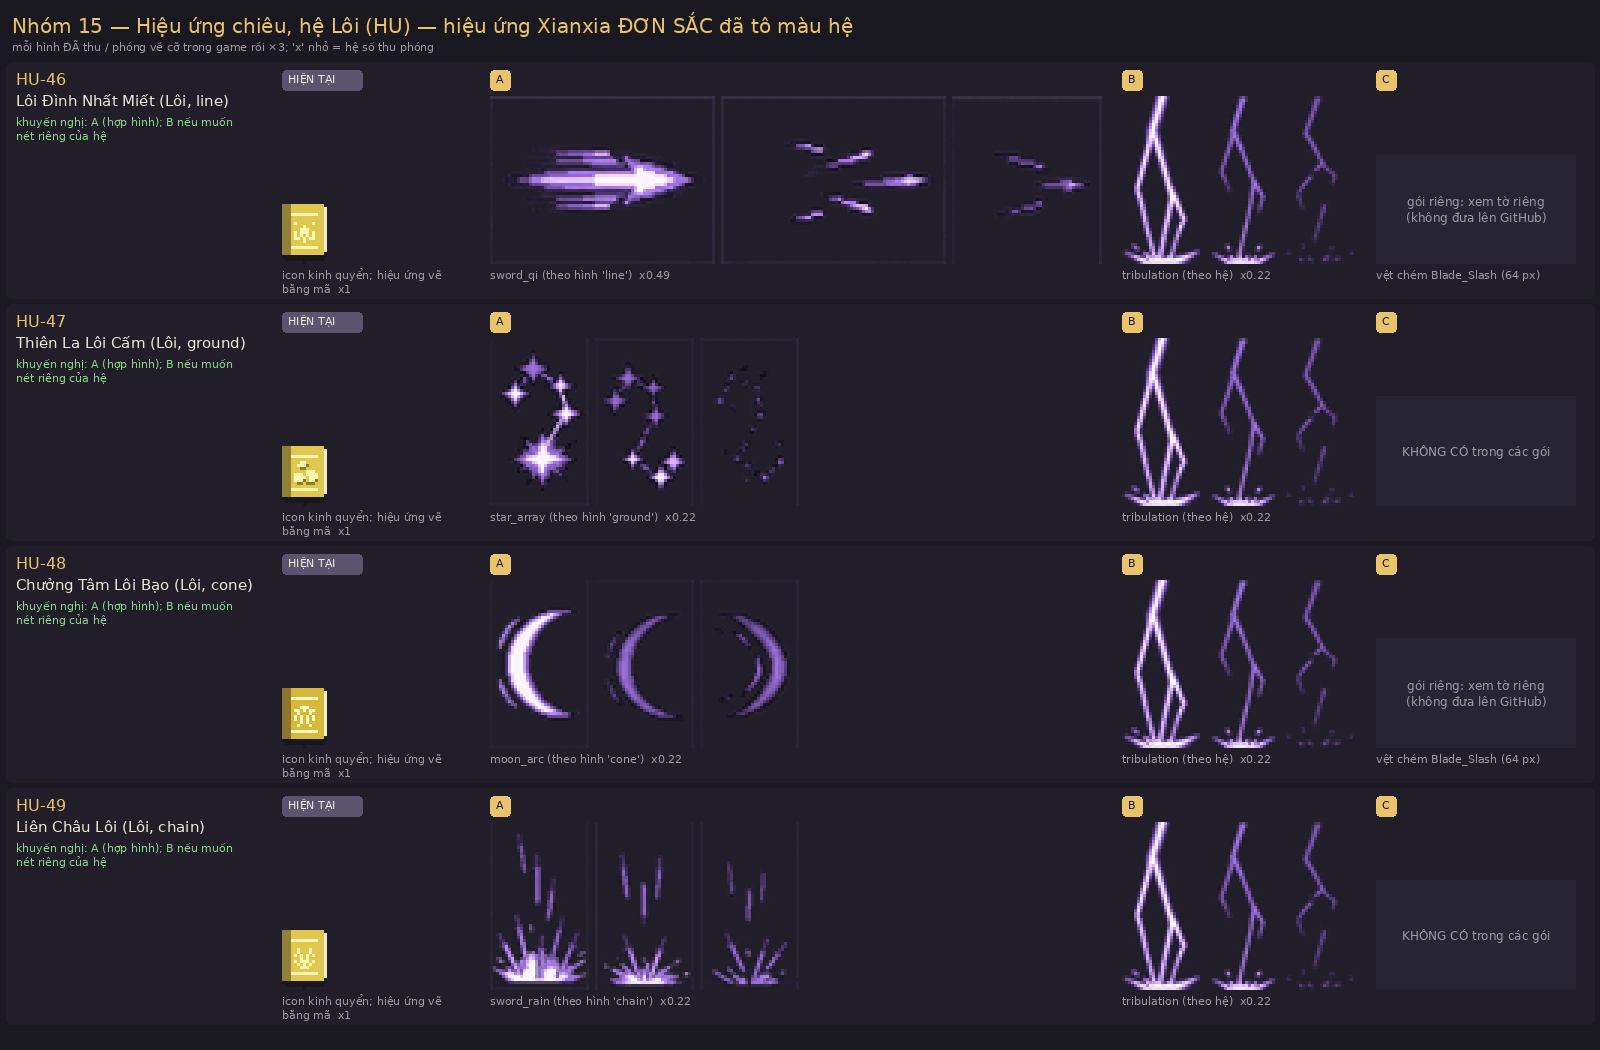 Nhóm 15 — Hiệu ứng chiêu, hệ Lôi (HU) — hiệu ứng Xianxia ĐƠN SẮC đã tô màu hệ
mỗi hình ĐÃ thu / phóng về cỡ trong game rồi ×3; 'x' nhỏ = hệ số thu phóng
HU-46
Lôi Đình Nhất Miết (Lôi, line)
khuyến nghị: A (hợp hình); B nếu muốn
nét riêng của hệ
HIỆN TẠI
icon kinh quyển; hiệu ứng vẽ
bằng mã x1
A
sword_qi (theo hình 'line') x0.49
B
tribulation (theo hệ) x0.22
C
gói riêng: xem tờ riêng
(không đưa lên GitHub)
vệt chém Blade_Slash (64 px)
HU-47
Thiên La Lôi Cấm (Lôi, ground)
khuyến nghị: A (hợp hình); B nếu muốn
nét riêng của hệ
HIỆN TẠI
icon kinh quyển; hiệu ứng vẽ
bằng mã x1
A
star_array (theo hình 'ground') x0.22
B
tribulation (theo hệ) x0.22
C
KHÔNG CÓ trong các gói
HU-48
Chưởng Tâm Lôi Bạo (Lôi, cone)
khuyến nghị: A (hợp hình); B nếu muốn
nét riêng của hệ
HIỆN TẠI
icon kinh quyển; hiệu ứng vẽ
bằng mã x1
A
moon_arc (theo hình 'cone') x0.22
B
tribulation (theo hệ) x0.22
C
gói riêng: xem tờ riêng
(không đưa lên GitHub)
vệt chém Blade_Slash (64 px)
HU-49
Liên Châu Lôi (Lôi, chain)
khuyến nghị: A (hợp hình); B nếu muốn
nét riêng của hệ
HIỆN TẠI
icon kinh quyển; hiệu ứng vẽ
bằng mã x1
A
sword_rain (theo hình 'chain') x0.22
B
tribulation (theo hệ) x0.22
C
KHÔNG CÓ trong các gói